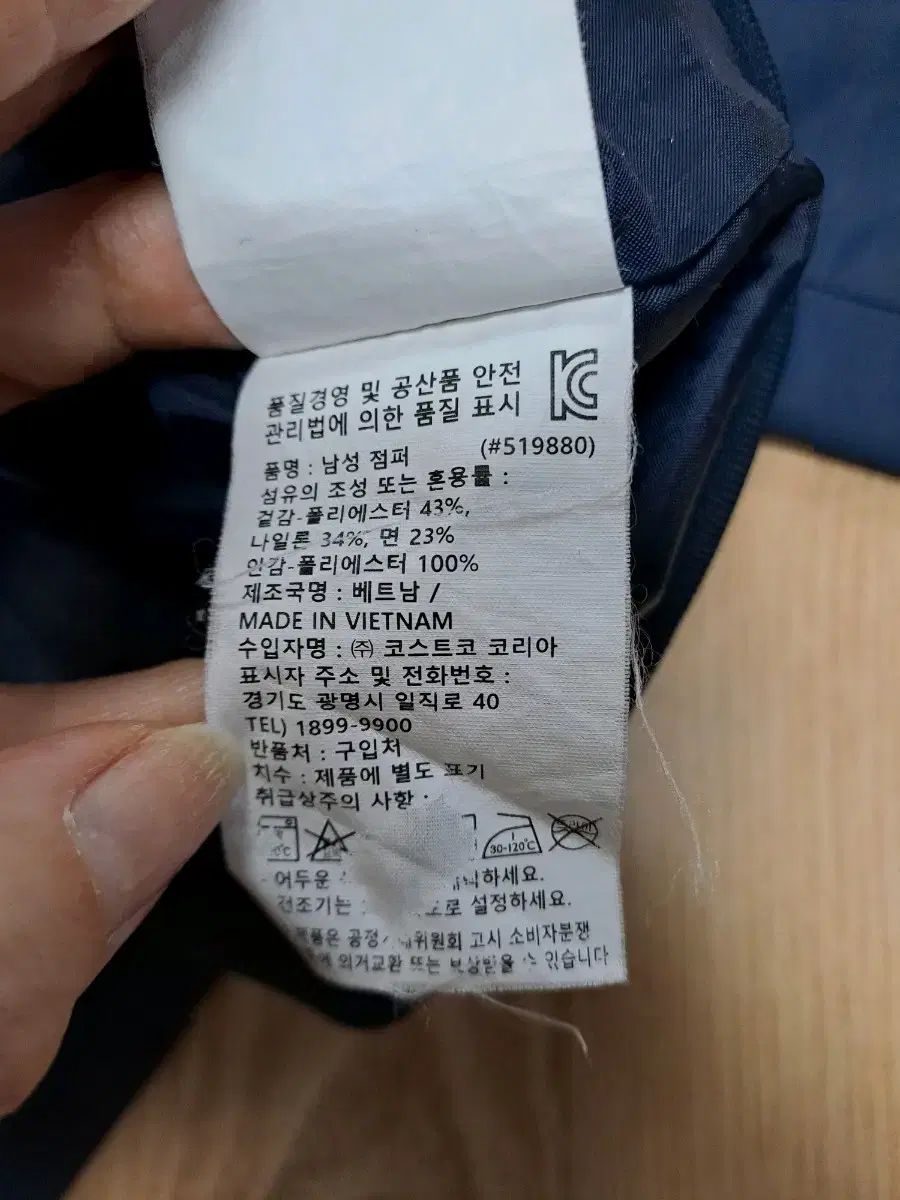 품질경영 및 공산품 안전
관리법에 의한 품질 표시
(#519880)
품명 : 남성 점퍼
섬유의 조성 또는 혼용률 :
겉감-폴리에스터 43%,
나일론 34%, 면 23%
안감-폴리에스터 100%
제조국명 : 베트남 /
MADE IN VIETNAM
수입자명 : ㈜ 코스트코 코리아
표시자 주소 및 전화번호 :
경기도 광명시 일직로 40
TEL) 1899-9900
반품처 : 구입처
치수 : 제품에 별도 표기
취급상주의 사항 :
30-120°C 드라이
어두운 하세요.
건조기는 설정하세요.
공정 위원회 고시 소비자분쟁
의거교환 또는 보상받을 수 있습니다